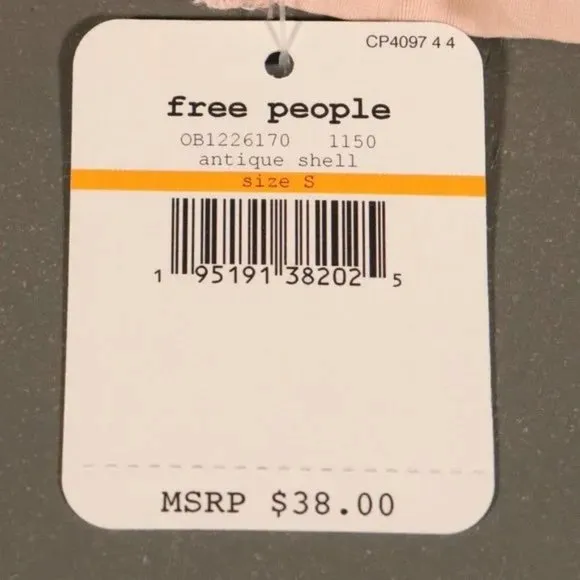 CP4097 4 4
free people
OB1226170 1150
antique shell
size S
1 95191 38202 5
MSRP $38.00